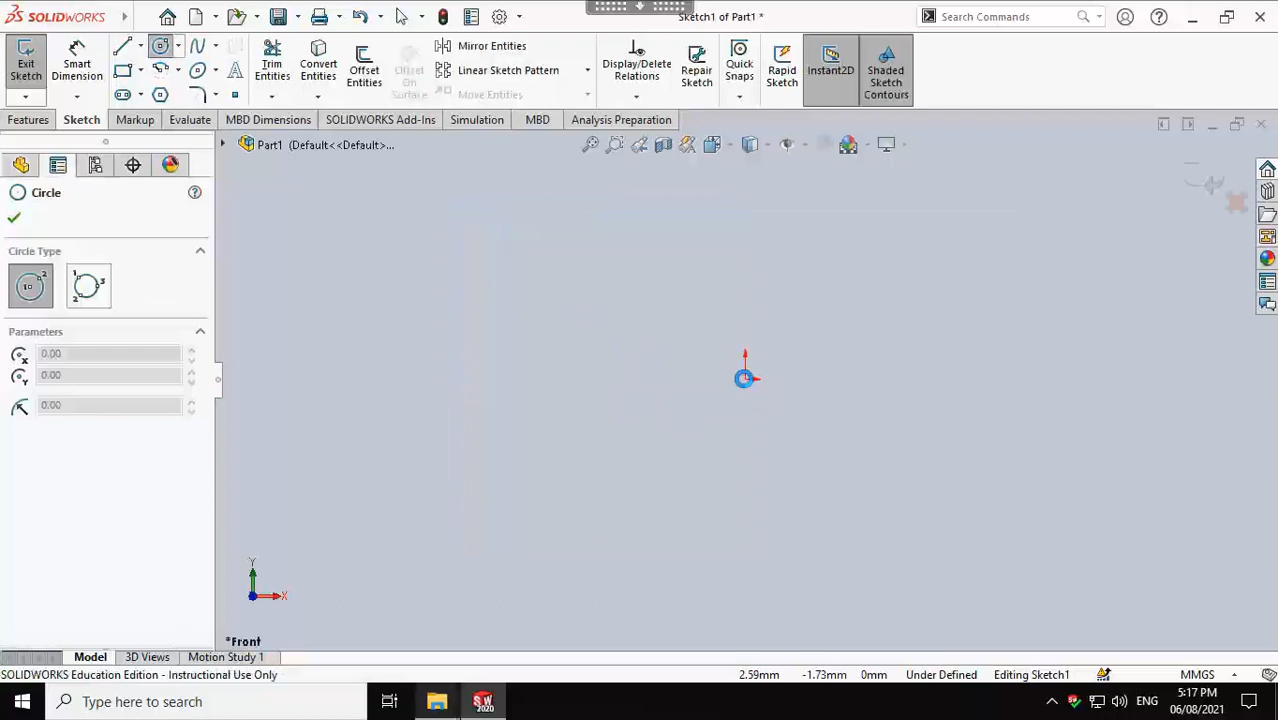 SOLIDWORKS
Sketch1 of Part1 *
Search Commands
Exit Sketch
Smart Dimension
Trim Entities
Convert Entities
Offset Entities
Offset On Surface
Mirror Entities
Linear Sketch Pattern
Move Entities
Display/Delete Relations
Repair Sketch
Quick Snaps
Rapid Sketch
Instant2D
Shaded Sketch Contours
Features
Sketch
Markup
Evaluate
MBD Dimensions
SOLIDWORKS Add-Ins
Simulation
MBD
Analysis Preparation
Part1 (Default<<Default>...
Circle
Circle Type
Parameters
0.00
0.00
0.00
Y
X
*Front
Model
3D Views
Motion Study 1
SOLIDWORKS Education Edition - Instructional Use Only
2.59mm
-1.73mm
0mm
Under Defined
Editing Sketch1
MMGS
Type here to search
SW
2020
ENG
5:17 PM
06/08/2021